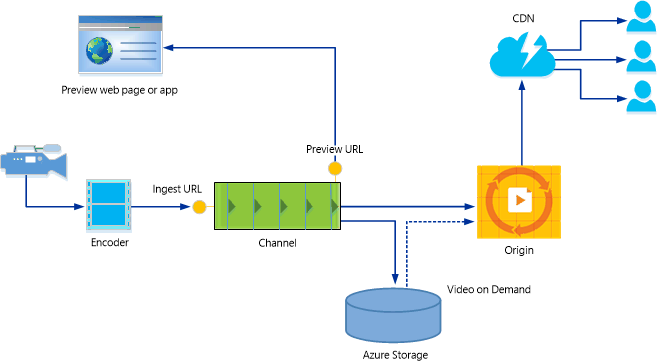 CDN
Preview web page or app
Preview URL
Ingest URL
Encoder
Channel
Origin
Video on Demand
Azure Storage